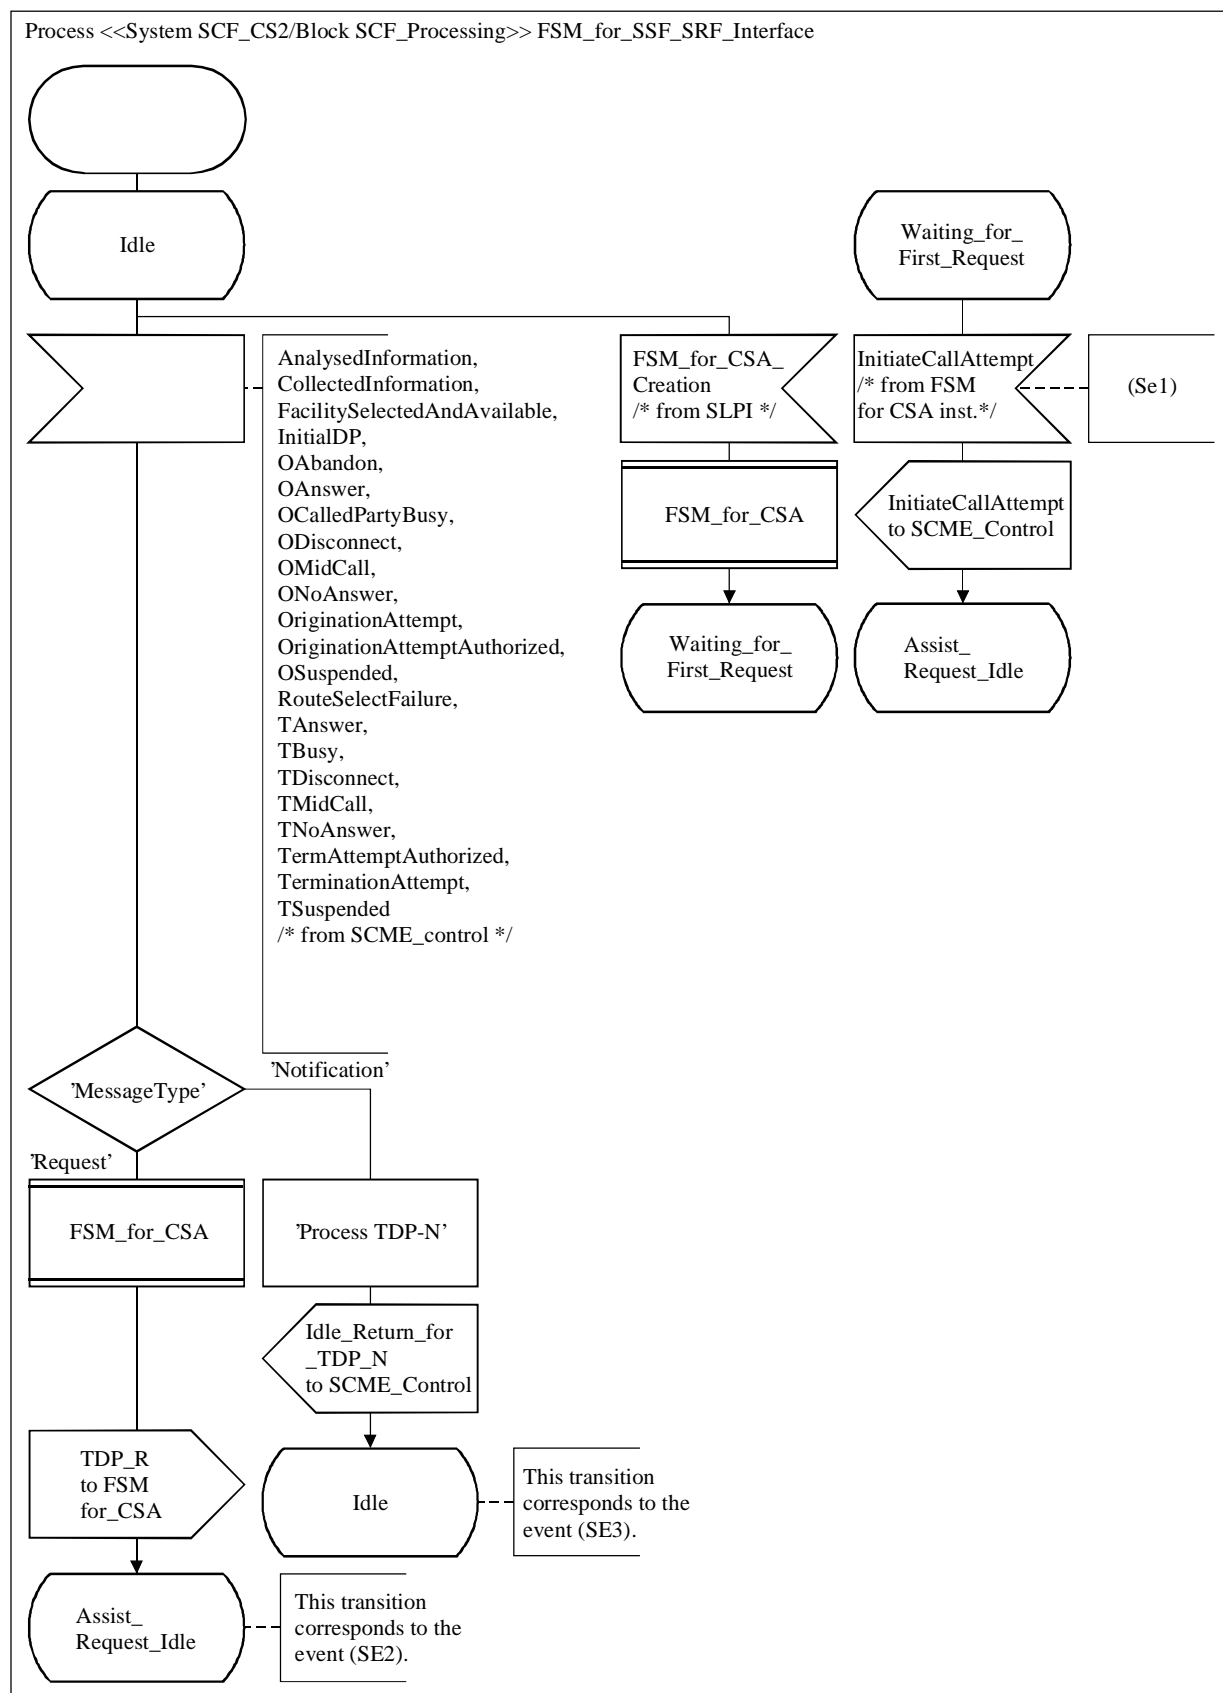 Process <<System SCF_CS2/Block SCF_Processing>> FSM_for_SSF_SRF_Interface
Idle
Waiting_for_
First_Request
AnalysedInformation,
CollectedInformation,
FacilitySelectedAndAvailable,
InitialDP,
OAbandon,
OAnswer,
OCalledPartyBusy,
ODisconnect,
OMidCall,
ONoAnswer,
OriginationAttempt,
OriginationAttemptAuthorized,
OSuspended,
RouteSelectFailure,
TAnswer,
TBusy,
TDisconnect,
TMidCall,
TNoAnswer,
TermAttemptAuthorized,
TerminationAttempt,
TSuspended
/* from SCME_control */
FSM_for_CSA_
Creation
/* from SLPI */
InitiateCallAttempt
/* from FSM
for CSA inst.*/
(Se1)
FSM_for_CSA
InitiateCallAttempt
to SCME_Control
Waiting_for_
First_Request
Assist_
Request_Idle
’MessageType’
’Notification’
’Request’
FSM_for_CSA
’Process TDP-N’
Idle_Return_for
_TDP_N
to SCME_Control
TDP_R
to FSM
for_CSA
Idle
This transition
corresponds to the
event (SE3).
Assist_
Request_Idle
This transition
corresponds to the
event (SE2).